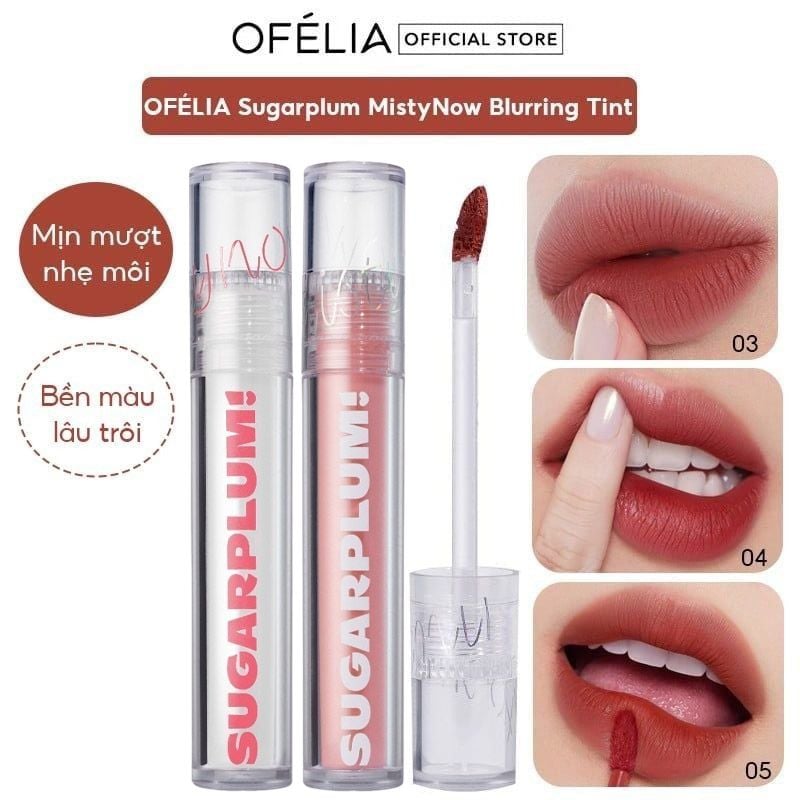 OFÉLIA OFFICIAL STORE
OFÉLIA Sugarplum MistyNow Blurring Tint
Mịn mượt
nhẹ môi
Bền màu
lâu trôi
SUGARPLUM!
SUGARPLUM!
03
04
05